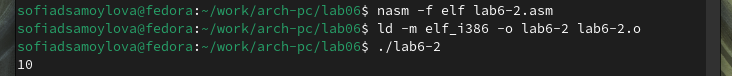 sofiadsamoylova@fedora:~/work/arch-pc/lab06$ nasm -f elf lab6-2.asm
sofiadsamoylova@fedora:~/work/arch-pc/lab06$ ld -m elf_i386 -o lab6-2 lab6-2.o
sofiadsamoylova@fedora:~/work/arch-pc/lab06$ ./lab6-2
10